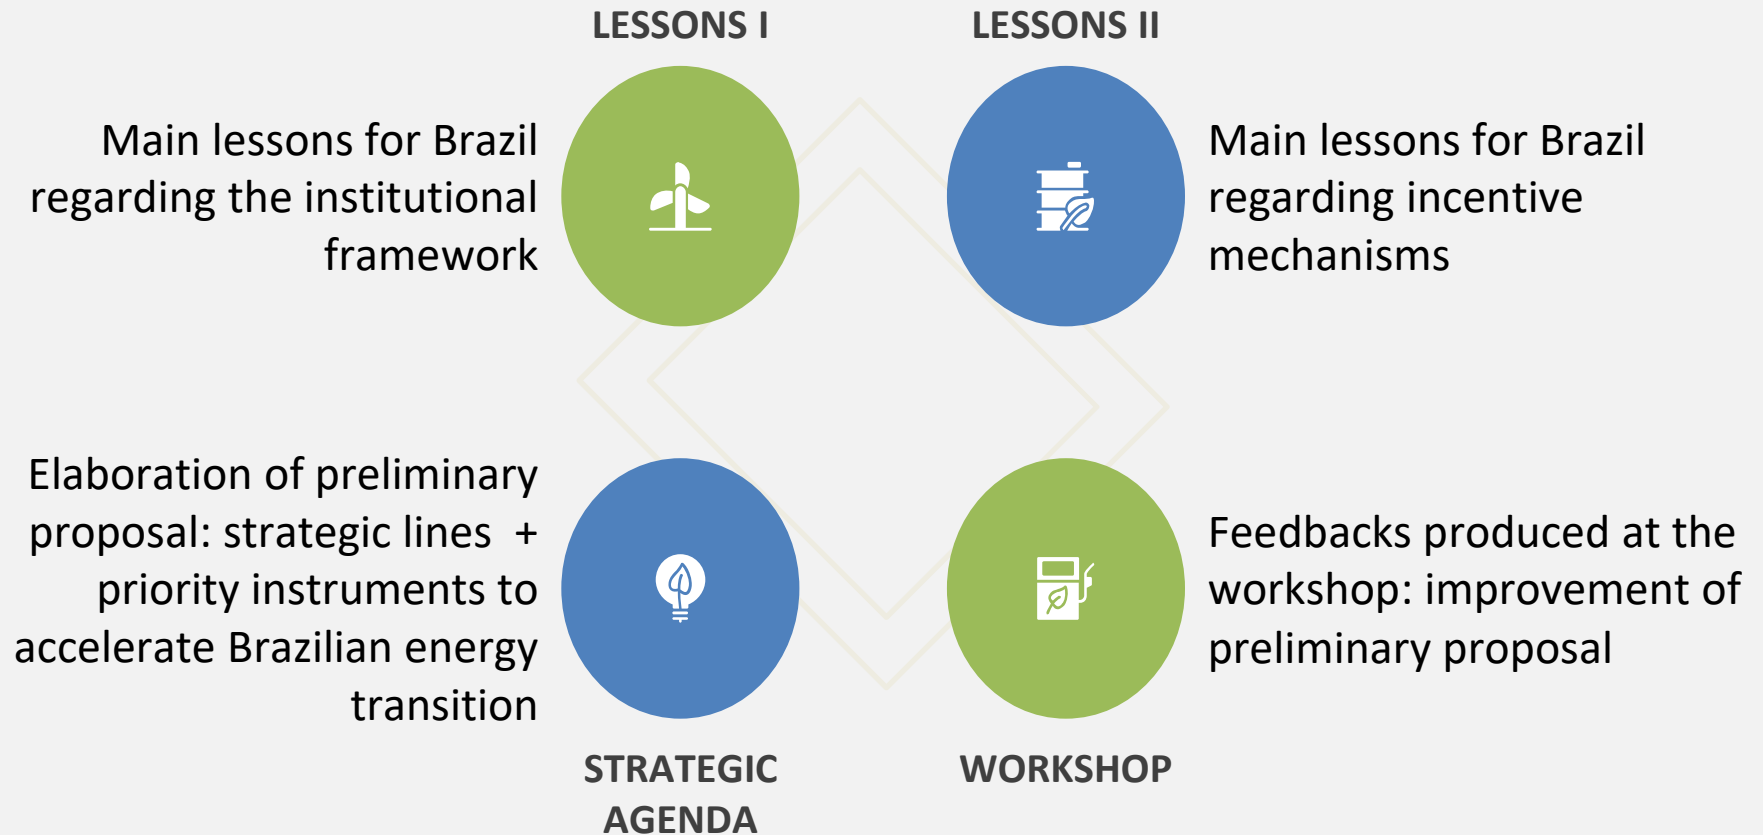 LESSONS I
Main lessons for Brazil
regarding the institutional
framework
LESSONS II
Main lessons for Brazil
regarding incentive
mechanisms
Elaboration of preliminary
proposal: strategic lines  +
priority instruments to
accelerate Brazilian energy
transition
STRATEGIC
AGENDA
Feedbacks produced at the
workshop: improvement of
preliminary proposal
WORKSHOP